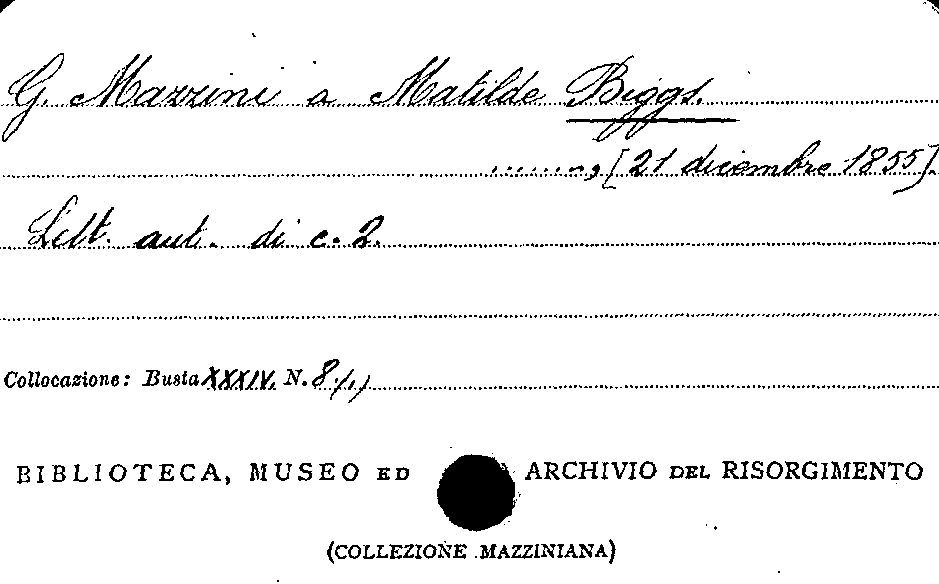 G. Mazzini a Matilde Biggs.
......., [21 dicembre 1855].
Lett. aut. di c. 2.
Collocazione: Busta XXXIV. N. 8
BIBLIOTECA, MUSEO ED ARCHIVIO DEL RISORGIMENTO
(COLLEZIONE MAZZINIANA)